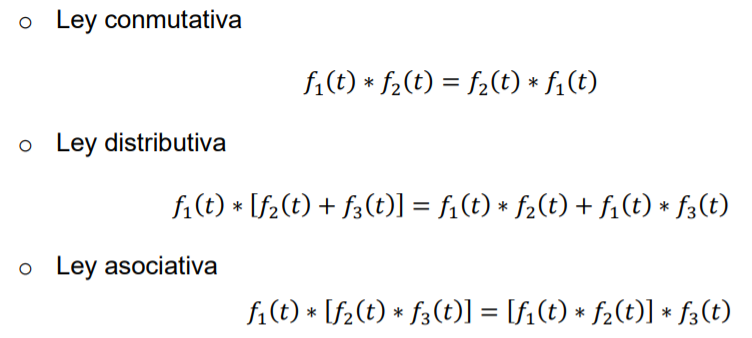 ○ Ley conmutativa
f₁(t) ∗ f₂(t) = f₂(t) ∗ f₁(t)
○ Ley distributiva
f₁(t) ∗ [f₂(t) + f₃(t)] = f₁(t) ∗ f₂(t) + f₁(t) ∗ f₃(t)
○ Ley asociativa
f₁(t) ∗ [f₂(t) ∗ f₃(t)] = [f₁(t) ∗ f₂(t)] ∗ f₃(t)